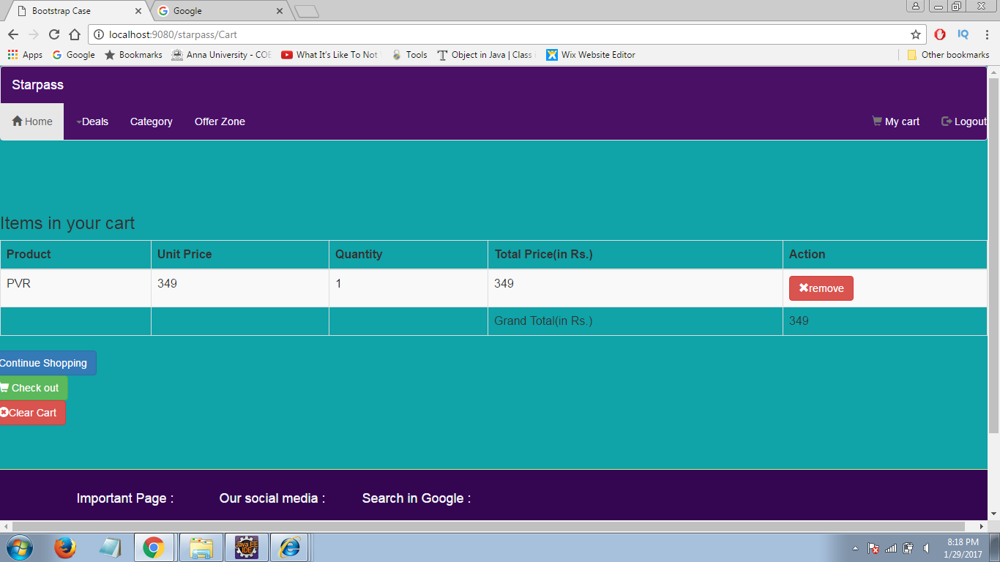 Bootstrap Case
Google
localhost:9080/starpass/Cart
Apps Google Bookmarks Anna University - COE What It's Like To Not Tools Object in Java | Class Wix Website Editor Other bookmarks
Starpass
Home Deals Category Offer Zone My cart Logout
Items in your cart
Product Unit Price Quantity Total Price(in Rs.) Action
PVR 349 1 349 remove
Grand Total(in Rs.) 349
Continue Shopping
Check out
Clear Cart
Important Page : Our social media : Search in Google :
Java EE
IDE
8:18 PM
1/29/2017